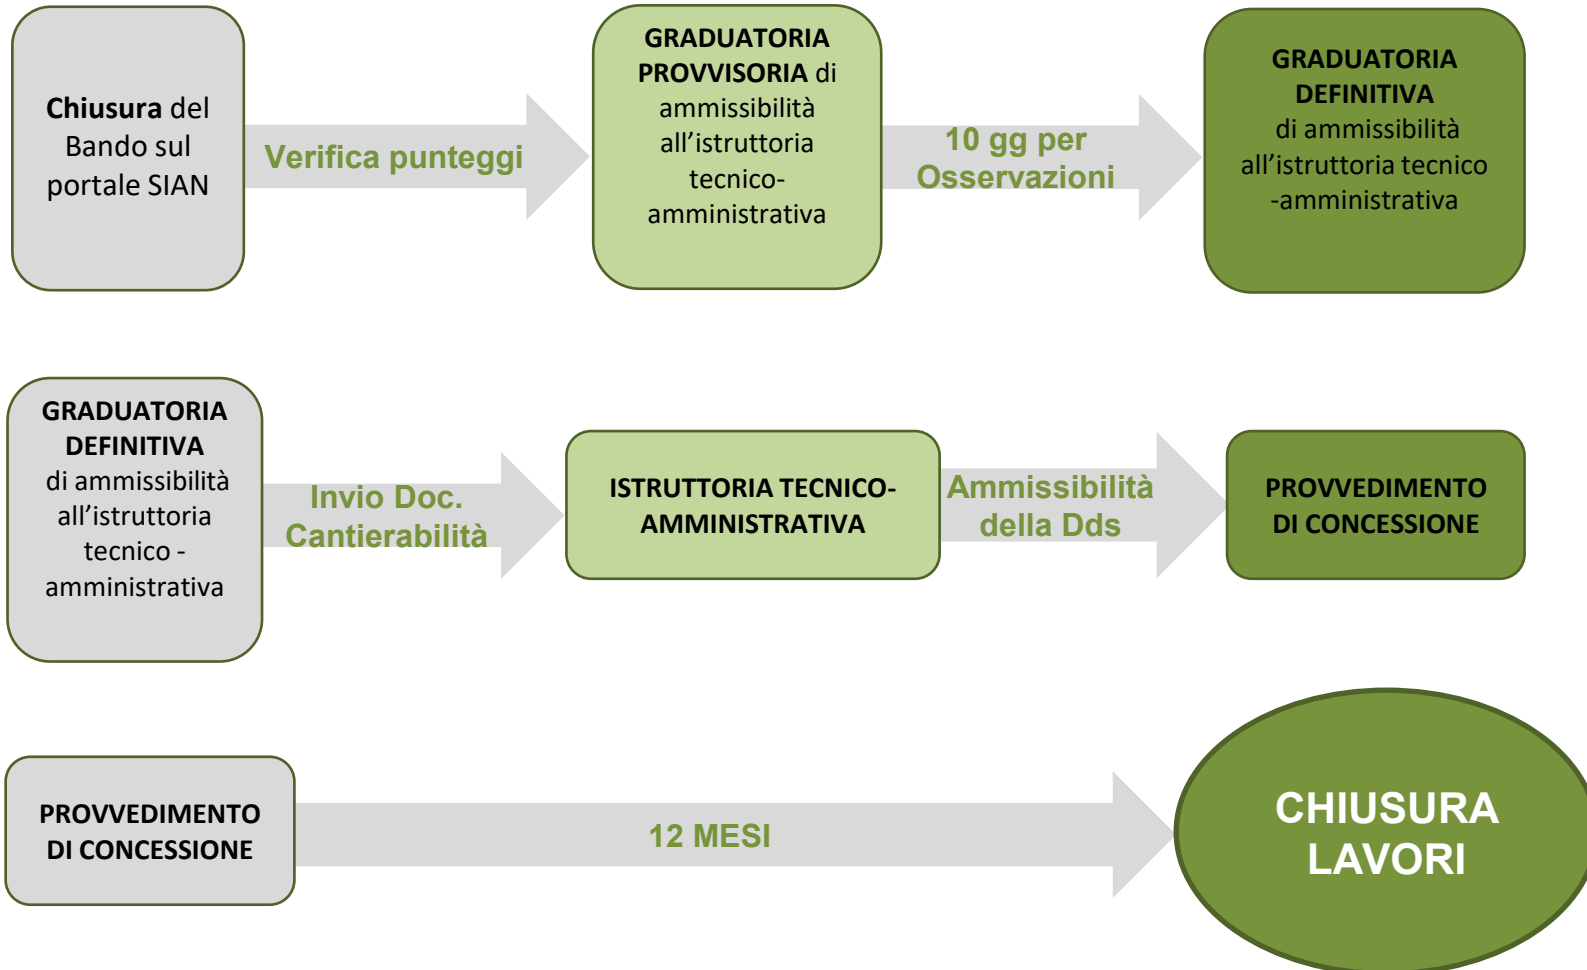 Chiusura del
Bando sul
portale SIAN
Verifica punteggi
GRADUATORIA
PROVVISORIA di
ammissibilità
all’istruttoria
tecnico-
amministrativa
10 gg per
Osservazioni
GRADUATORIA
DEFINITIVA
di ammissibilità
all’istruttoria tecnico
-amministrativa
GRADUATORIA
DEFINITIVA
di ammissibilità
all’istruttoria
tecnico -
amministrativa
Invio Doc.
Cantierabilità
ISTRUTTORIA TECNICO-
AMMINISTRATIVA
Ammissibilità
della Dds
PROVVEDIMENTO
DI CONCESSIONE
PROVVEDIMENTO
DI CONCESSIONE
12 MESI
CHIUSURA
LAVORI